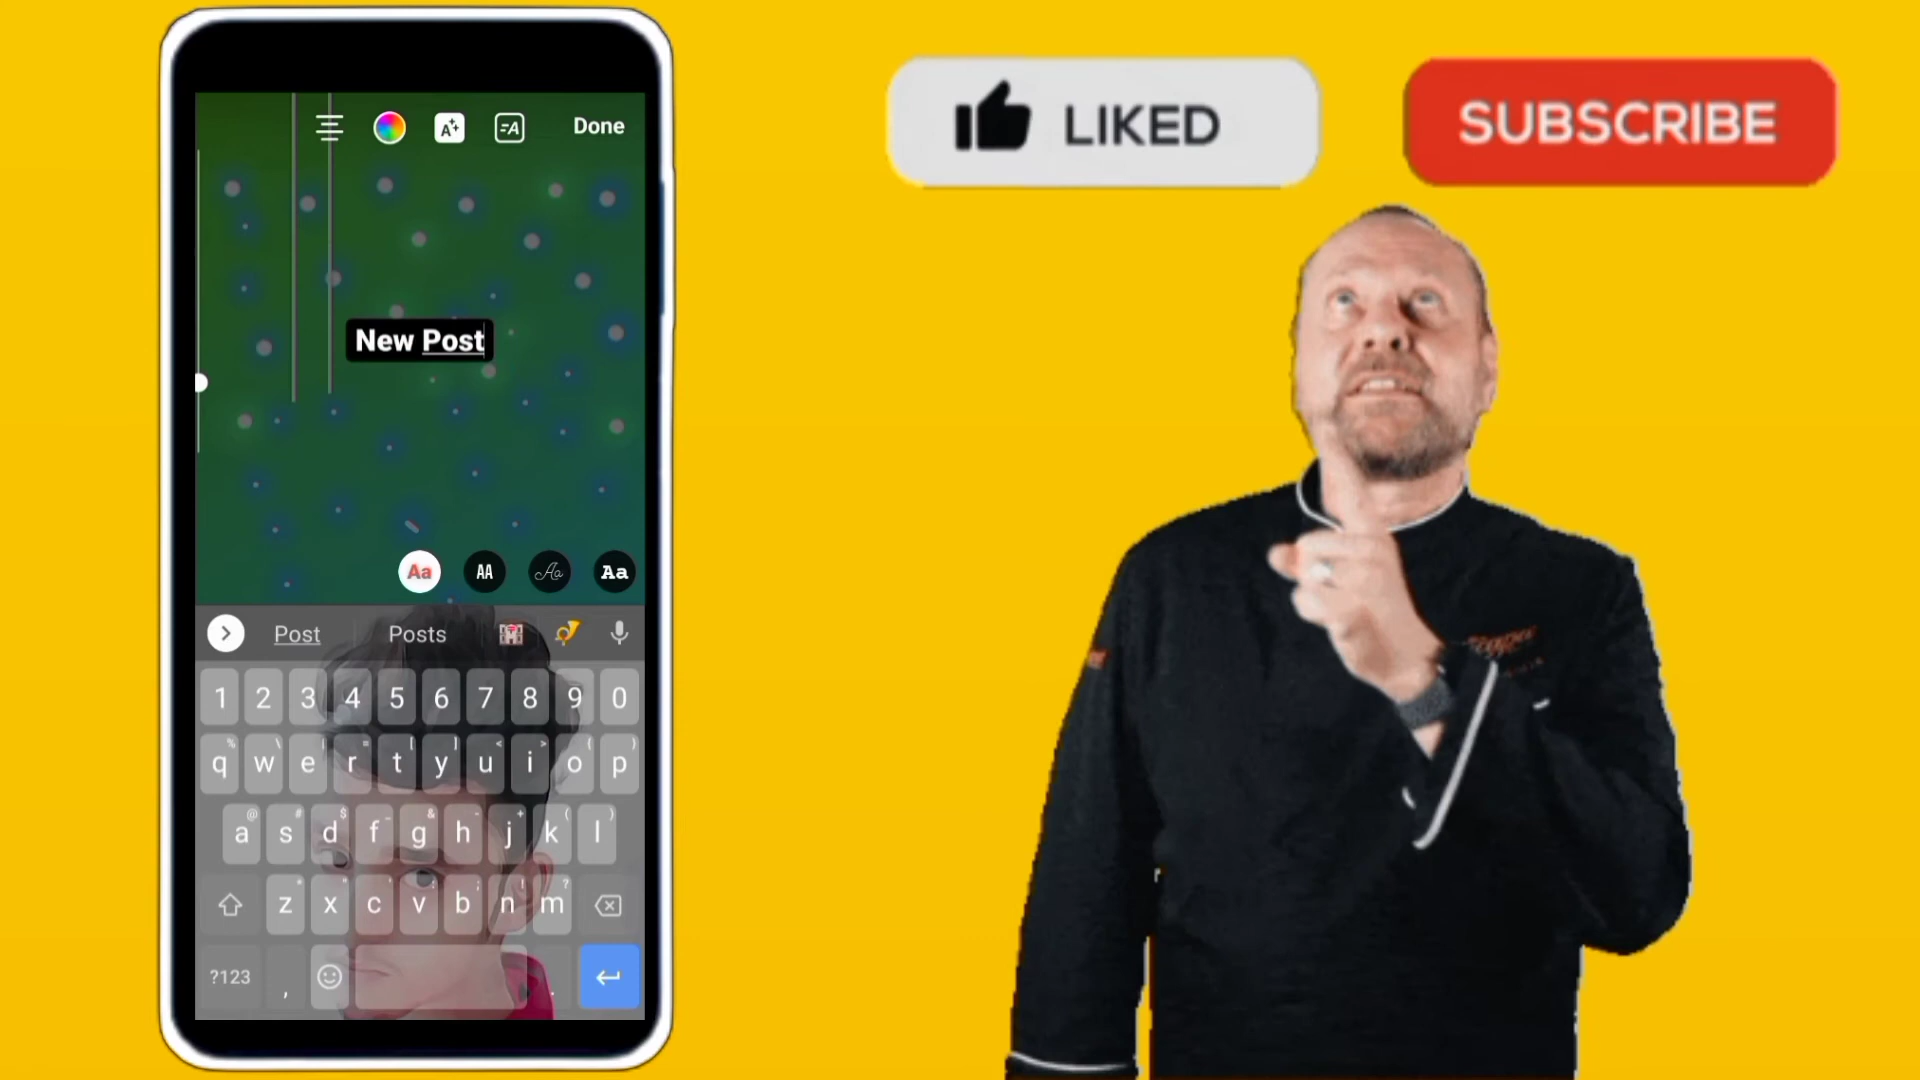 Done
New Post
Aa AA Aa Aa
Post Posts
1 2 3 4 5 6 7 8 9 0
q w e r t y u i o p
a s d f g h j k l
z x c v b n m
?123 , .
LIKED
SUBSCRIBE